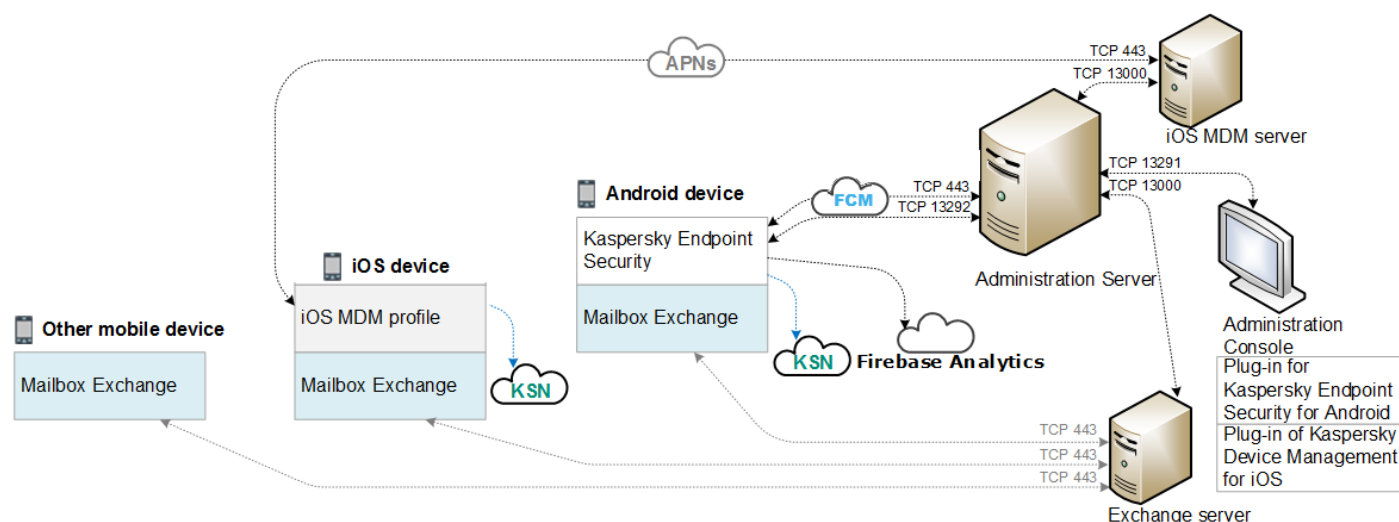 APNs
TCP 443
TCP 13000
iOS MDM server
TCP 13291
TCP 13000
Android device
FCM
TCP 443
TCP 13292
Kaspersky Endpoint
Security
Administration Server
iOS device
iOS MDM profile
Mailbox Exchange
Other mobile device
Mailbox Exchange
Mailbox Exchange
KSN
KSN
Firebase Analytics
Administration
Console
Plug-in for
Kaspersky Endpoint
Security for Android
Plug-in of Kaspersky
Device Management
for iOS
TCP 443
TCP 443
TCP 443
Exchange server